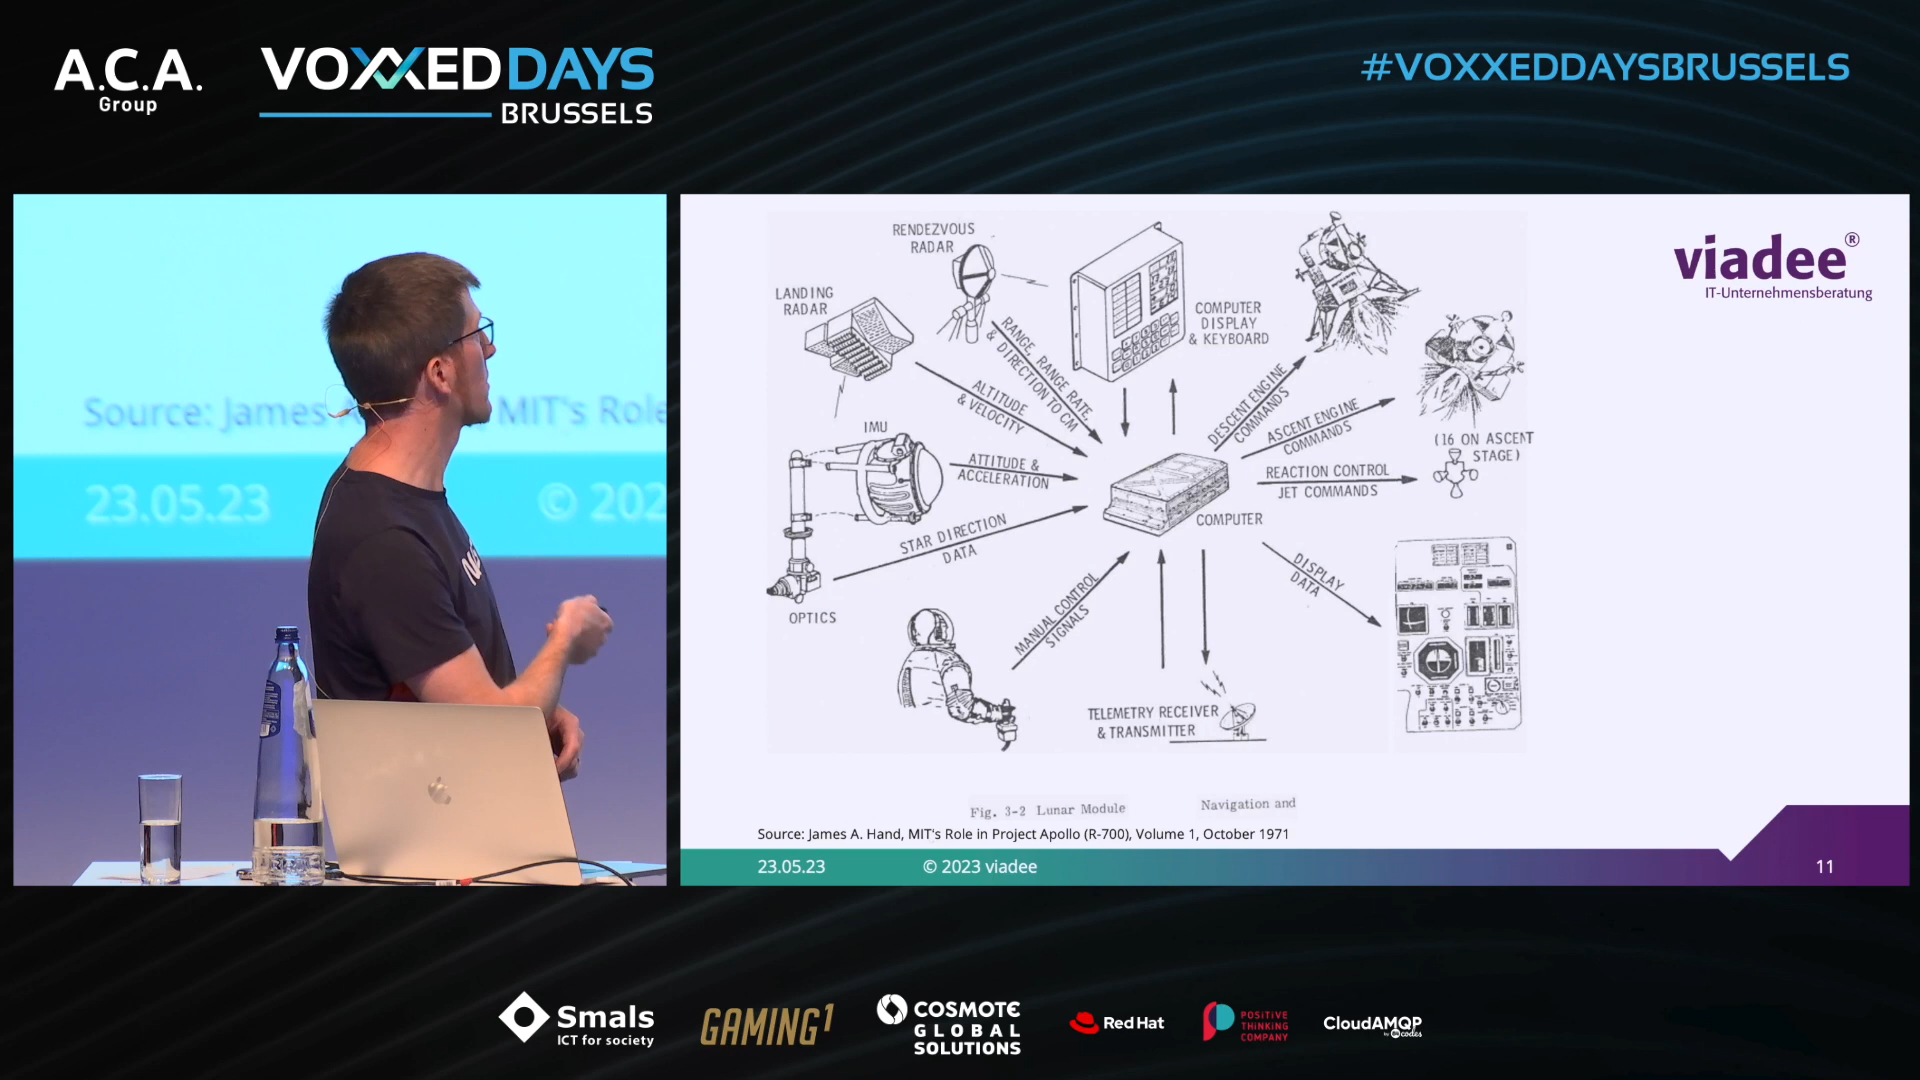 A.C.A.
Group
VOXXEDDAYS
BRUSSELS
#VOXXEDDAYSBRUSSELS
Source: James A. MIT's Role
23.05.23
© 202
RENDEZVOUS
RADAR
LANDING
RADAR
COMPUTER
DISPLAY
& KEYBOARD
RANGE, RANGE RATE,
& DIRECTION TO CM
ALTITUDE
& VELOCITY
DESCENT ENGINE
COMMANDS
ASCENT ENGINE
COMMANDS
(16 ON ASCENT
STAGE)
IMU
ATTITUDE &
ACCELERATION
REACTION CONTROL
JET COMMANDS
COMPUTER
STAR DIRECTION
DATA
DISPLAY
DATA
OPTICS
MANUAL CONTROL
SIGNALS
TELEMETRY RECEIVER
& TRANSMITTER
Fig. 3-2 Lunar Module Navigation and
Source: James A. Hand, MIT's Role in Project Apollo (R-700), Volume 1, October 1971
23.05.23 © 2023 viadee 11
viadee®
IT-Unternehmensberatung
Smals
ICT for society
GAMING1
COSMOTE
GLOBAL
SOLUTIONS
Red Hat
POSITIVE
THINKING
COMPANY
CloudAMQP
by 84codes